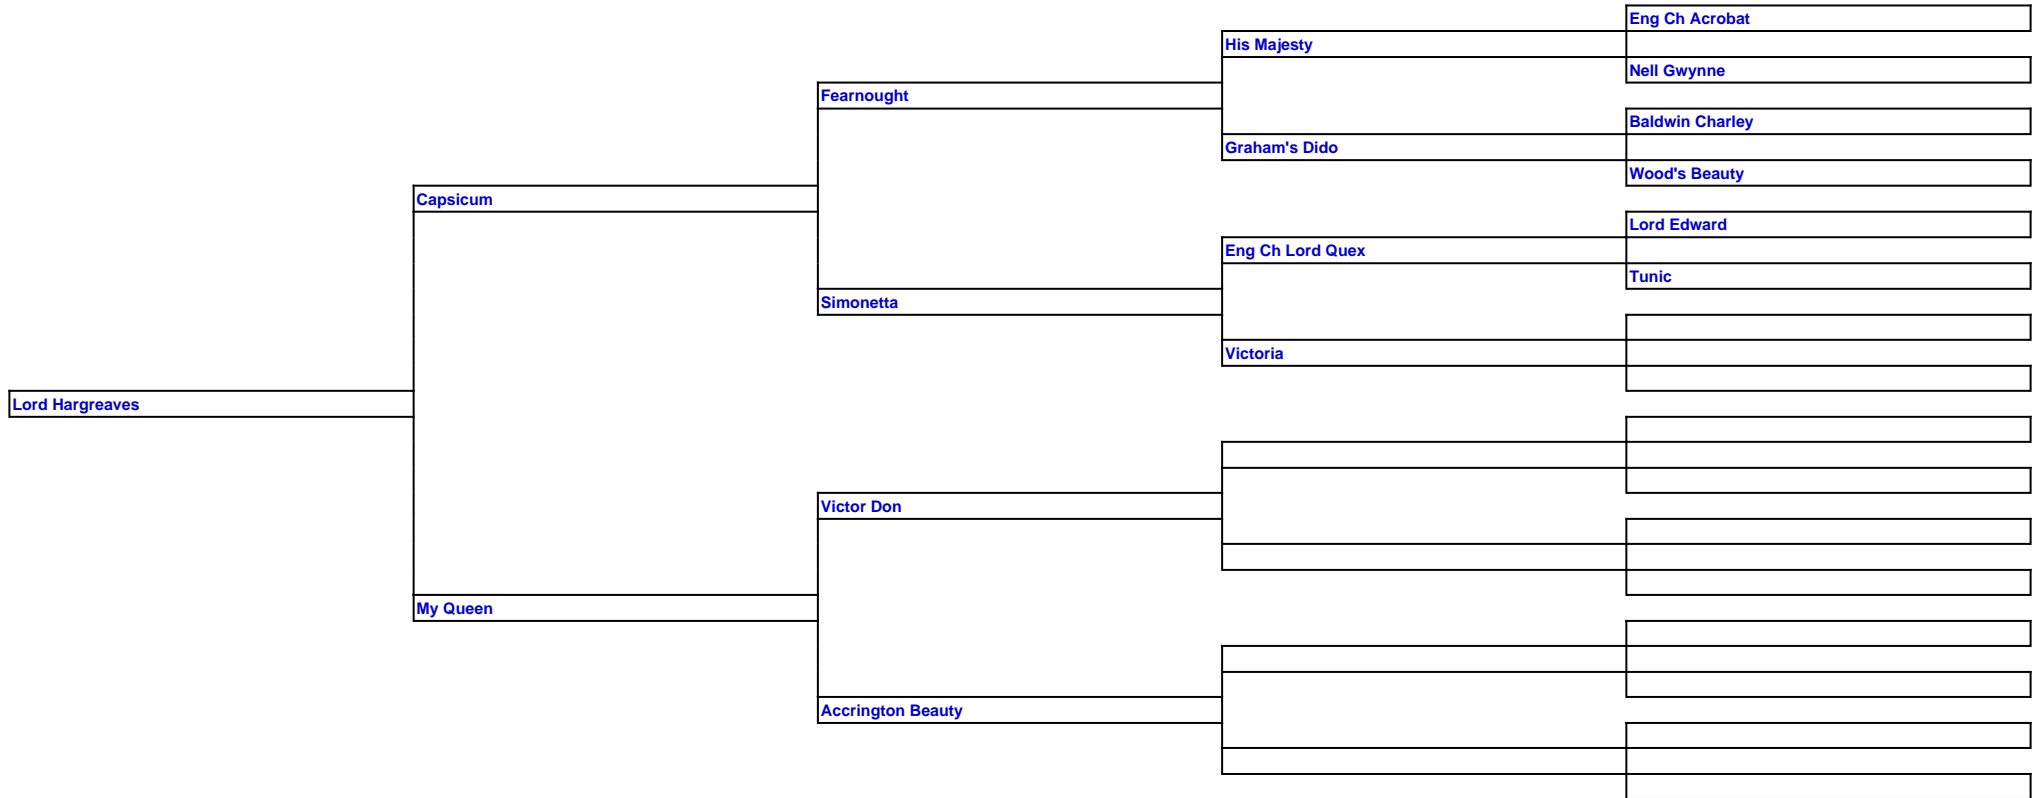 Eng Ch Acrobat
His Majesty
Nell Gwynne
Fearnought
Baldwin Charley
Graham's Dido
Wood's Beauty
Capsicum
Lord Edward
Eng Ch Lord Quex
Tunic
Simonetta
Victoria
Lord Hargreaves
Victor Don
My Queen
Accrington Beauty